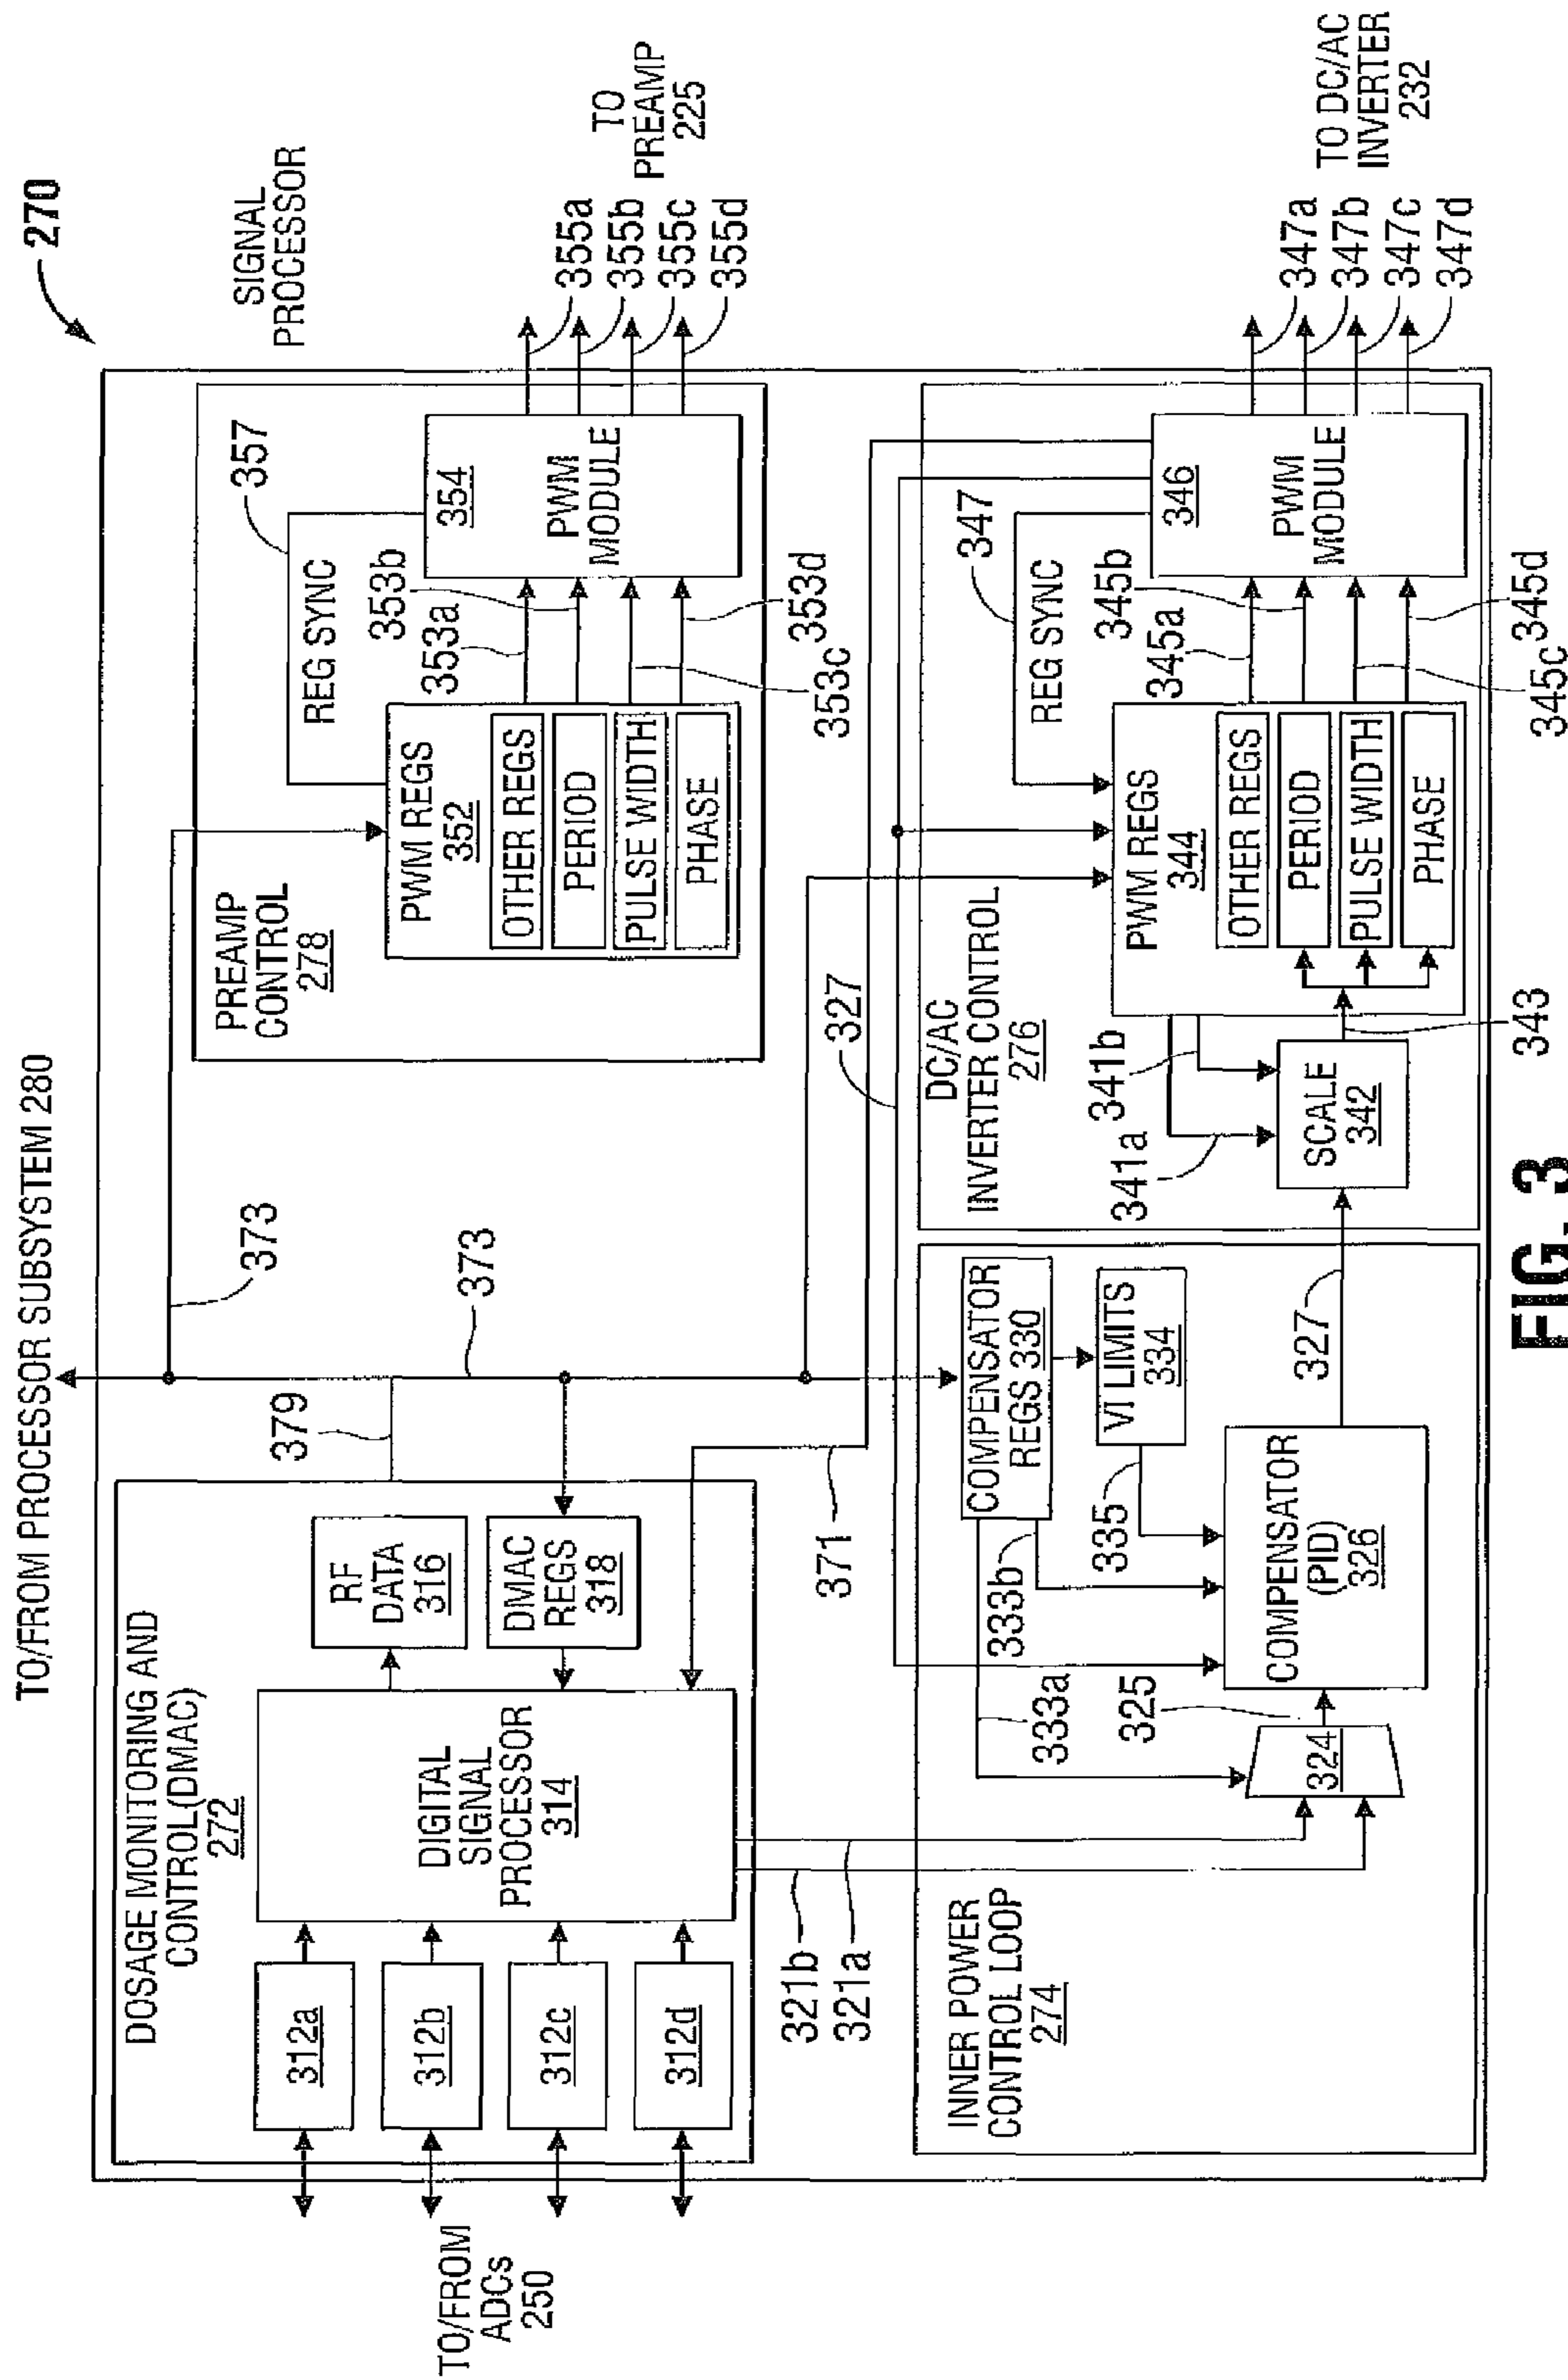 TO/FROM PROCESSOR SUBSYSTEM 280
270
SIGNAL
PROCESSOR
DOSAGE MONITORING AND
CONTROL(DMAC)
272
312a
312b
312c
312d
TO/FROM
ADCs
250
DIGITAL
SIGNAL
PROCESSOR
314
RF
DATA
316
DMAC
REGS
318
379
373
373
371
321b
321a
PREAMP
CONTROL
278
PWM REGS
352
OTHER REGS
PERIOD
PULSE WIDTH
PHASE
REG SYNC
357
353a
353b
353c
353d
354
PWM
MODULE
355a
355b
355c
355d
TO
PREAMP
225
INNER POWER
CONTROL LOOP
274
324
325
333a
333b
335
COMPENSATOR
REGS 330
VI LIMITS
334
COMPENSATOR
(PID)
326
327
327
DC/AC
INVERTER CONTROL
276
341a
341b
SCALE
342
343
PWM REGS
344
OTHER REGS
PERIOD
PULSE WIDTH
PHASE
REG SYNC
347
345a
345b
345c
345d
346
PWM
MODULE
347a
347b
347c
347d
TO DC/AC
INVERTER
232
FIG. 3